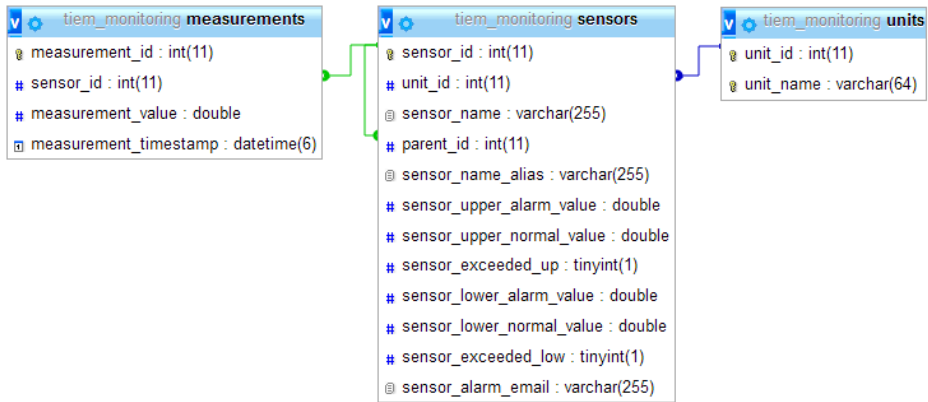 tiem_monitoring measurements
measurement_id : int(11)
sensor_id : int(11)
measurement_value : double
measurement_timestamp : datetime(6)
tiem_monitoring sensors
sensor_id : int(11)
unit_id : int(11)
sensor_name : varchar(255)
parent_id : int(11)
sensor_name_alias : varchar(255)
sensor_upper_alarm_value : double
sensor_upper_normal_value : double
sensor_exceeded_up : tinyint(1)
sensor_lower_alarm_value : double
sensor_lower_normal_value : double
sensor_exceeded_low : tinyint(1)
sensor_alarm_email : varchar(255)
tiem_monitoring units
unit_id : int(11)
unit_name : varchar(64)